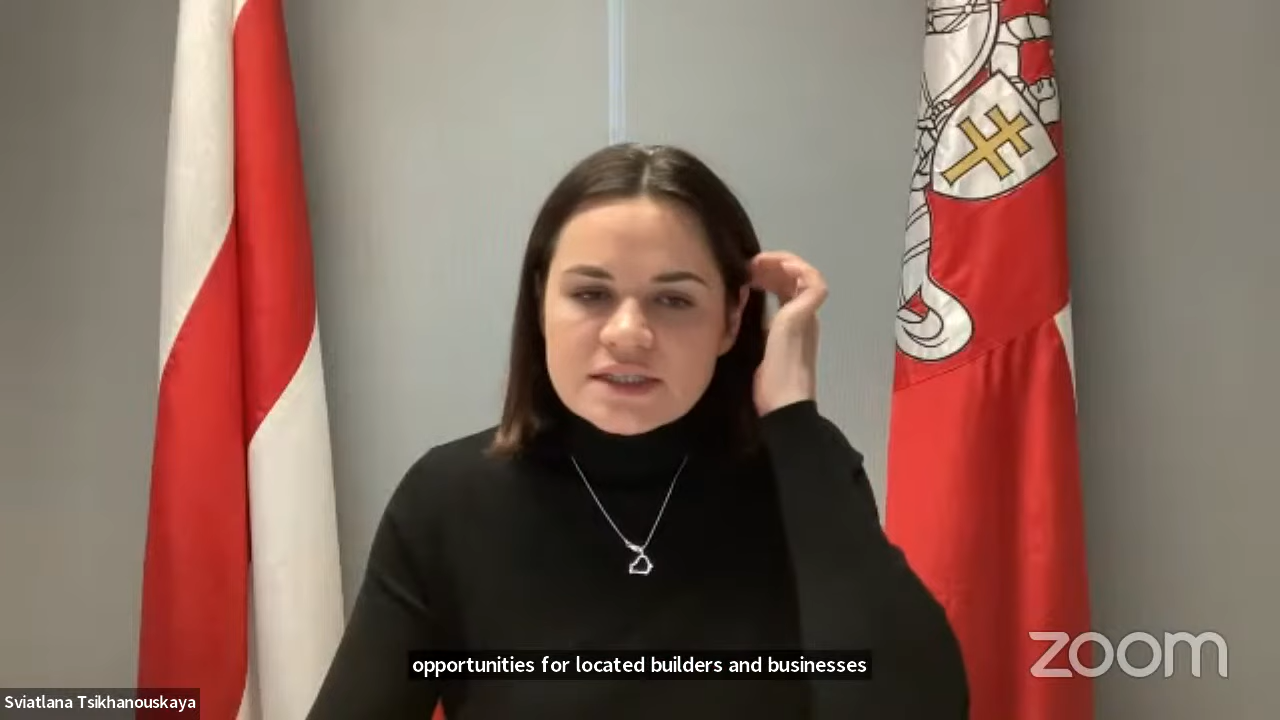 opportunities for located builders and businesses
zoom
Sviatlana Tsikhanouskaya